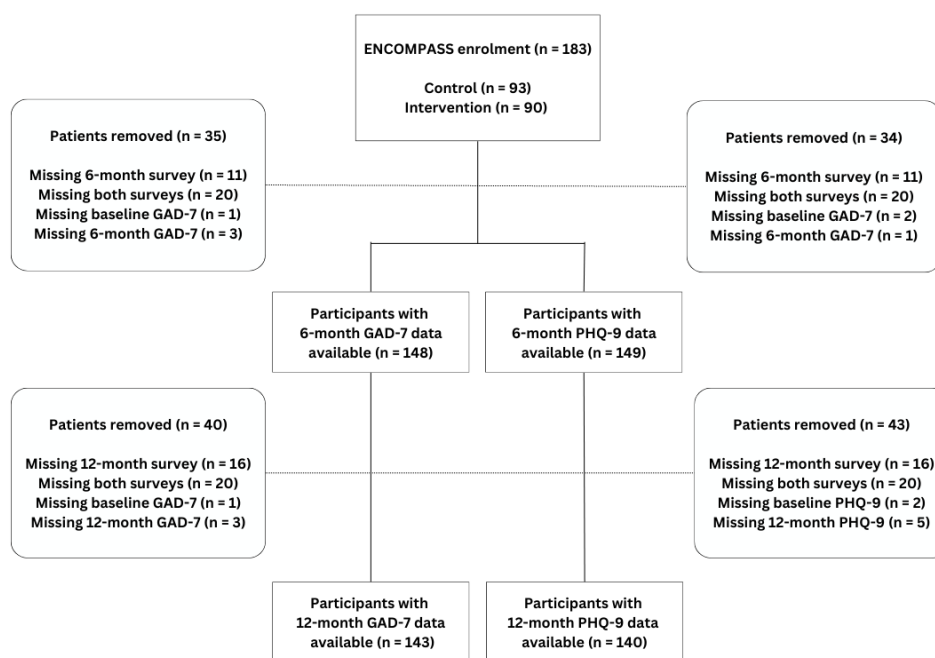 ENCOMPASS enrolment (n = 183)
Control (n = 93)
Intervention (n = 90)
Patients removed (n = 35)
Missing 6-month survey (n = 11)
Missing both surveys (n = 20)
Missing baseline GAD-7 (n = 1)
Missing 6-month GAD-7 (n = 3)
Patients removed (n = 34)
Missing 6-month survey (n = 11)
Missing both surveys (n = 20)
Missing baseline GAD-7 (n = 2)
Missing 6-month GAD-7 (n = 1)
Participants with
6-month GAD-7 data
available (n = 148)
Participants with
6-month PHQ-9 data
available (n = 149)
Patients removed (n = 40)
Missing 12-month survey (n = 16)
Missing both surveys (n = 20)
Missing baseline GAD-7 (n = 1)
Missing 12-month GAD-7 (n = 3)
Patients removed (n = 43)
Missing 12-month survey (n = 16)
Missing both surveys (n = 20)
Missing baseline PHQ-9 (n = 2)
Missing 12-month PHQ-9 (n = 5)
Participants with
12-month GAD-7 data
available (n = 143)
Participants with
12-month PHQ-9 data
available (n = 140)